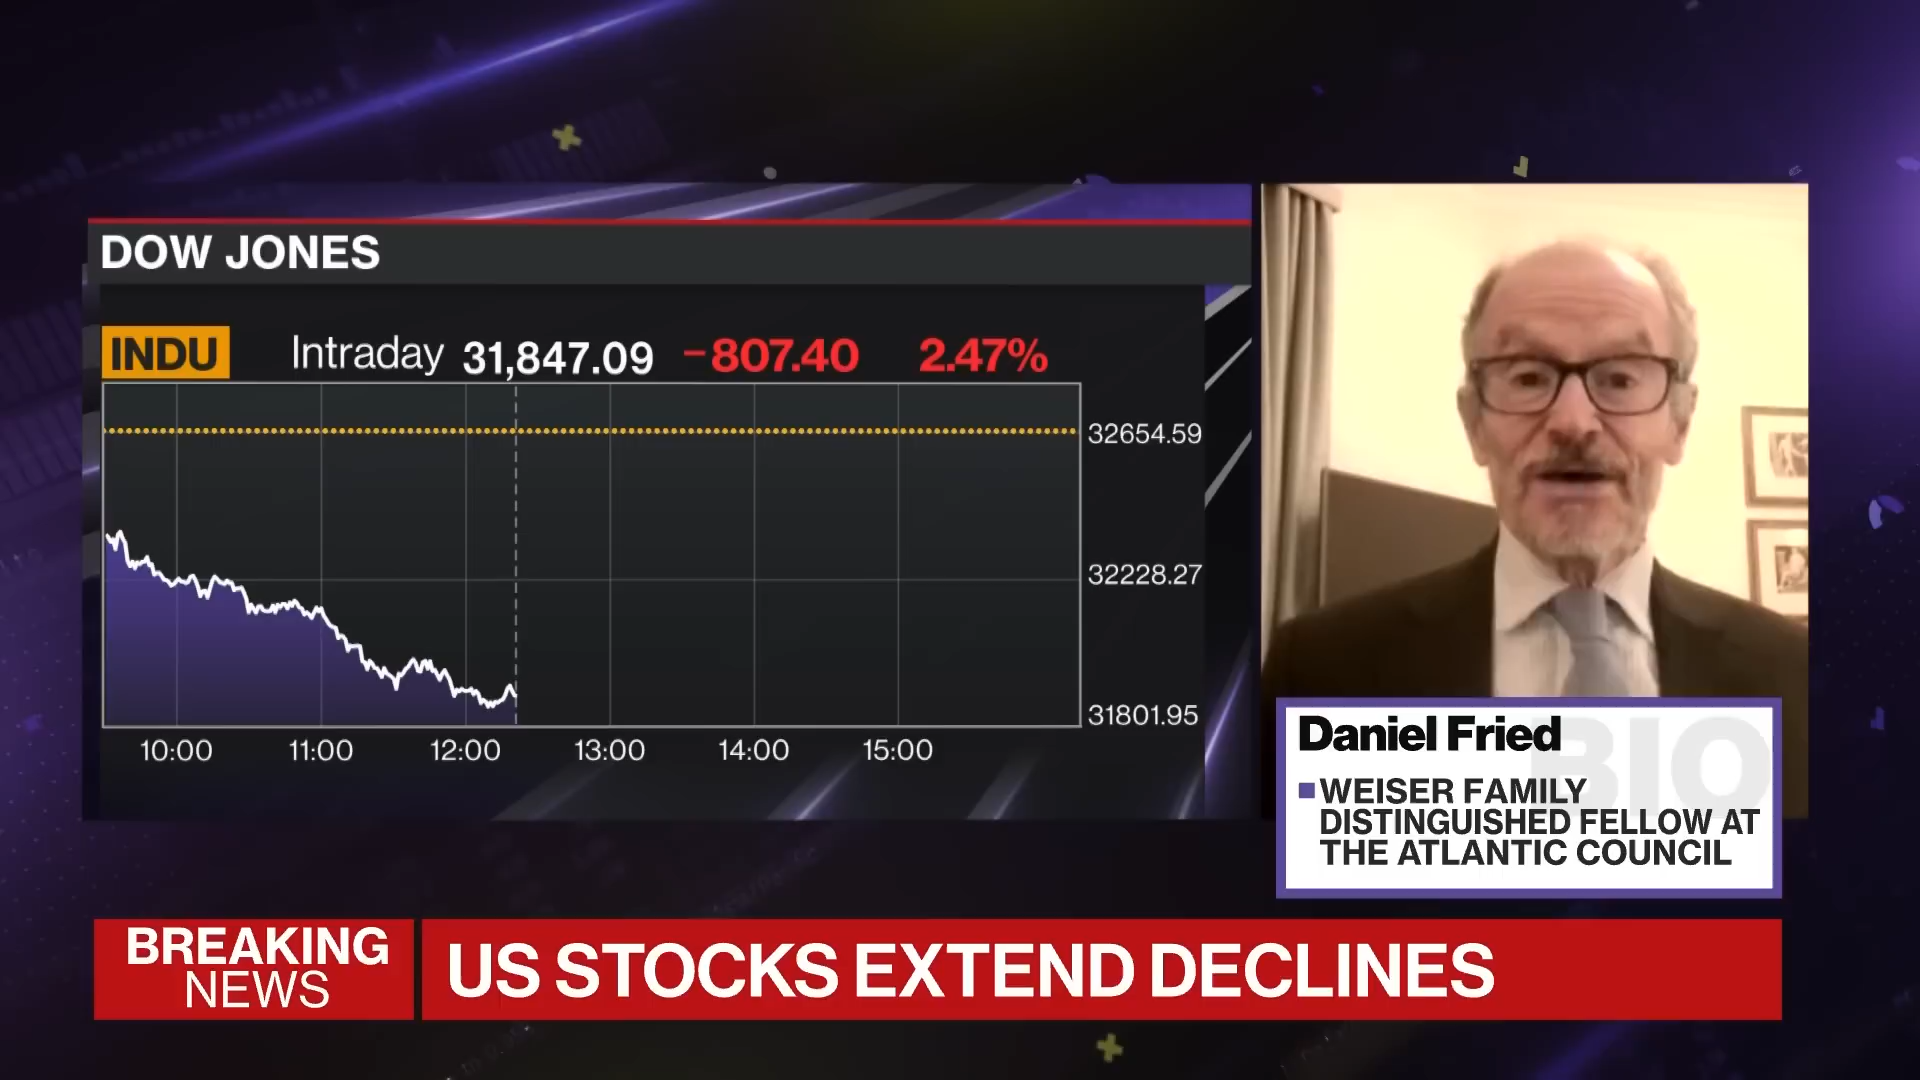 DOW JONES
INDU Intraday 31,847.09 -807.40 2.47%
32654.59
32228.27
31801.95
10:00 11:00 12:00 13:00 14:00 15:00
BIO
Daniel Fried
WEISER FAMILY
DISTINGUISHED FELLOW AT
THE ATLANTIC COUNCIL
BREAKING
NEWS
US STOCKS EXTEND DECLINES